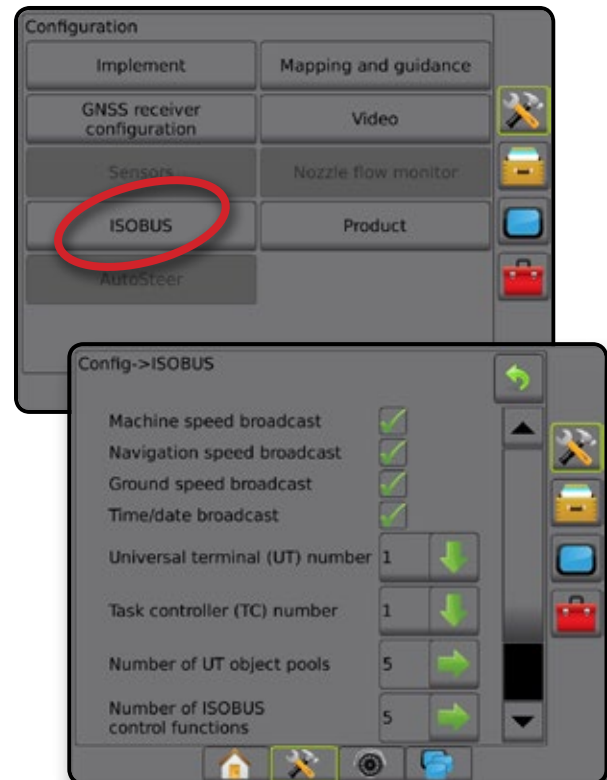 Configuration
Implement
Mapping and guidance
GNSS receiver
configuration
Video
Sensors
Nozzle flow monitor
ISOBUS
Product
AutoSteer
Config->ISOBUS
Machine speed broadcast
Navigation speed broadcast
Ground speed broadcast
Time/date broadcast
Universal terminal (UT) number 1
Task controller (TC) number 1
Number of UT object pools 5
Number of ISOBUS
control functions 5